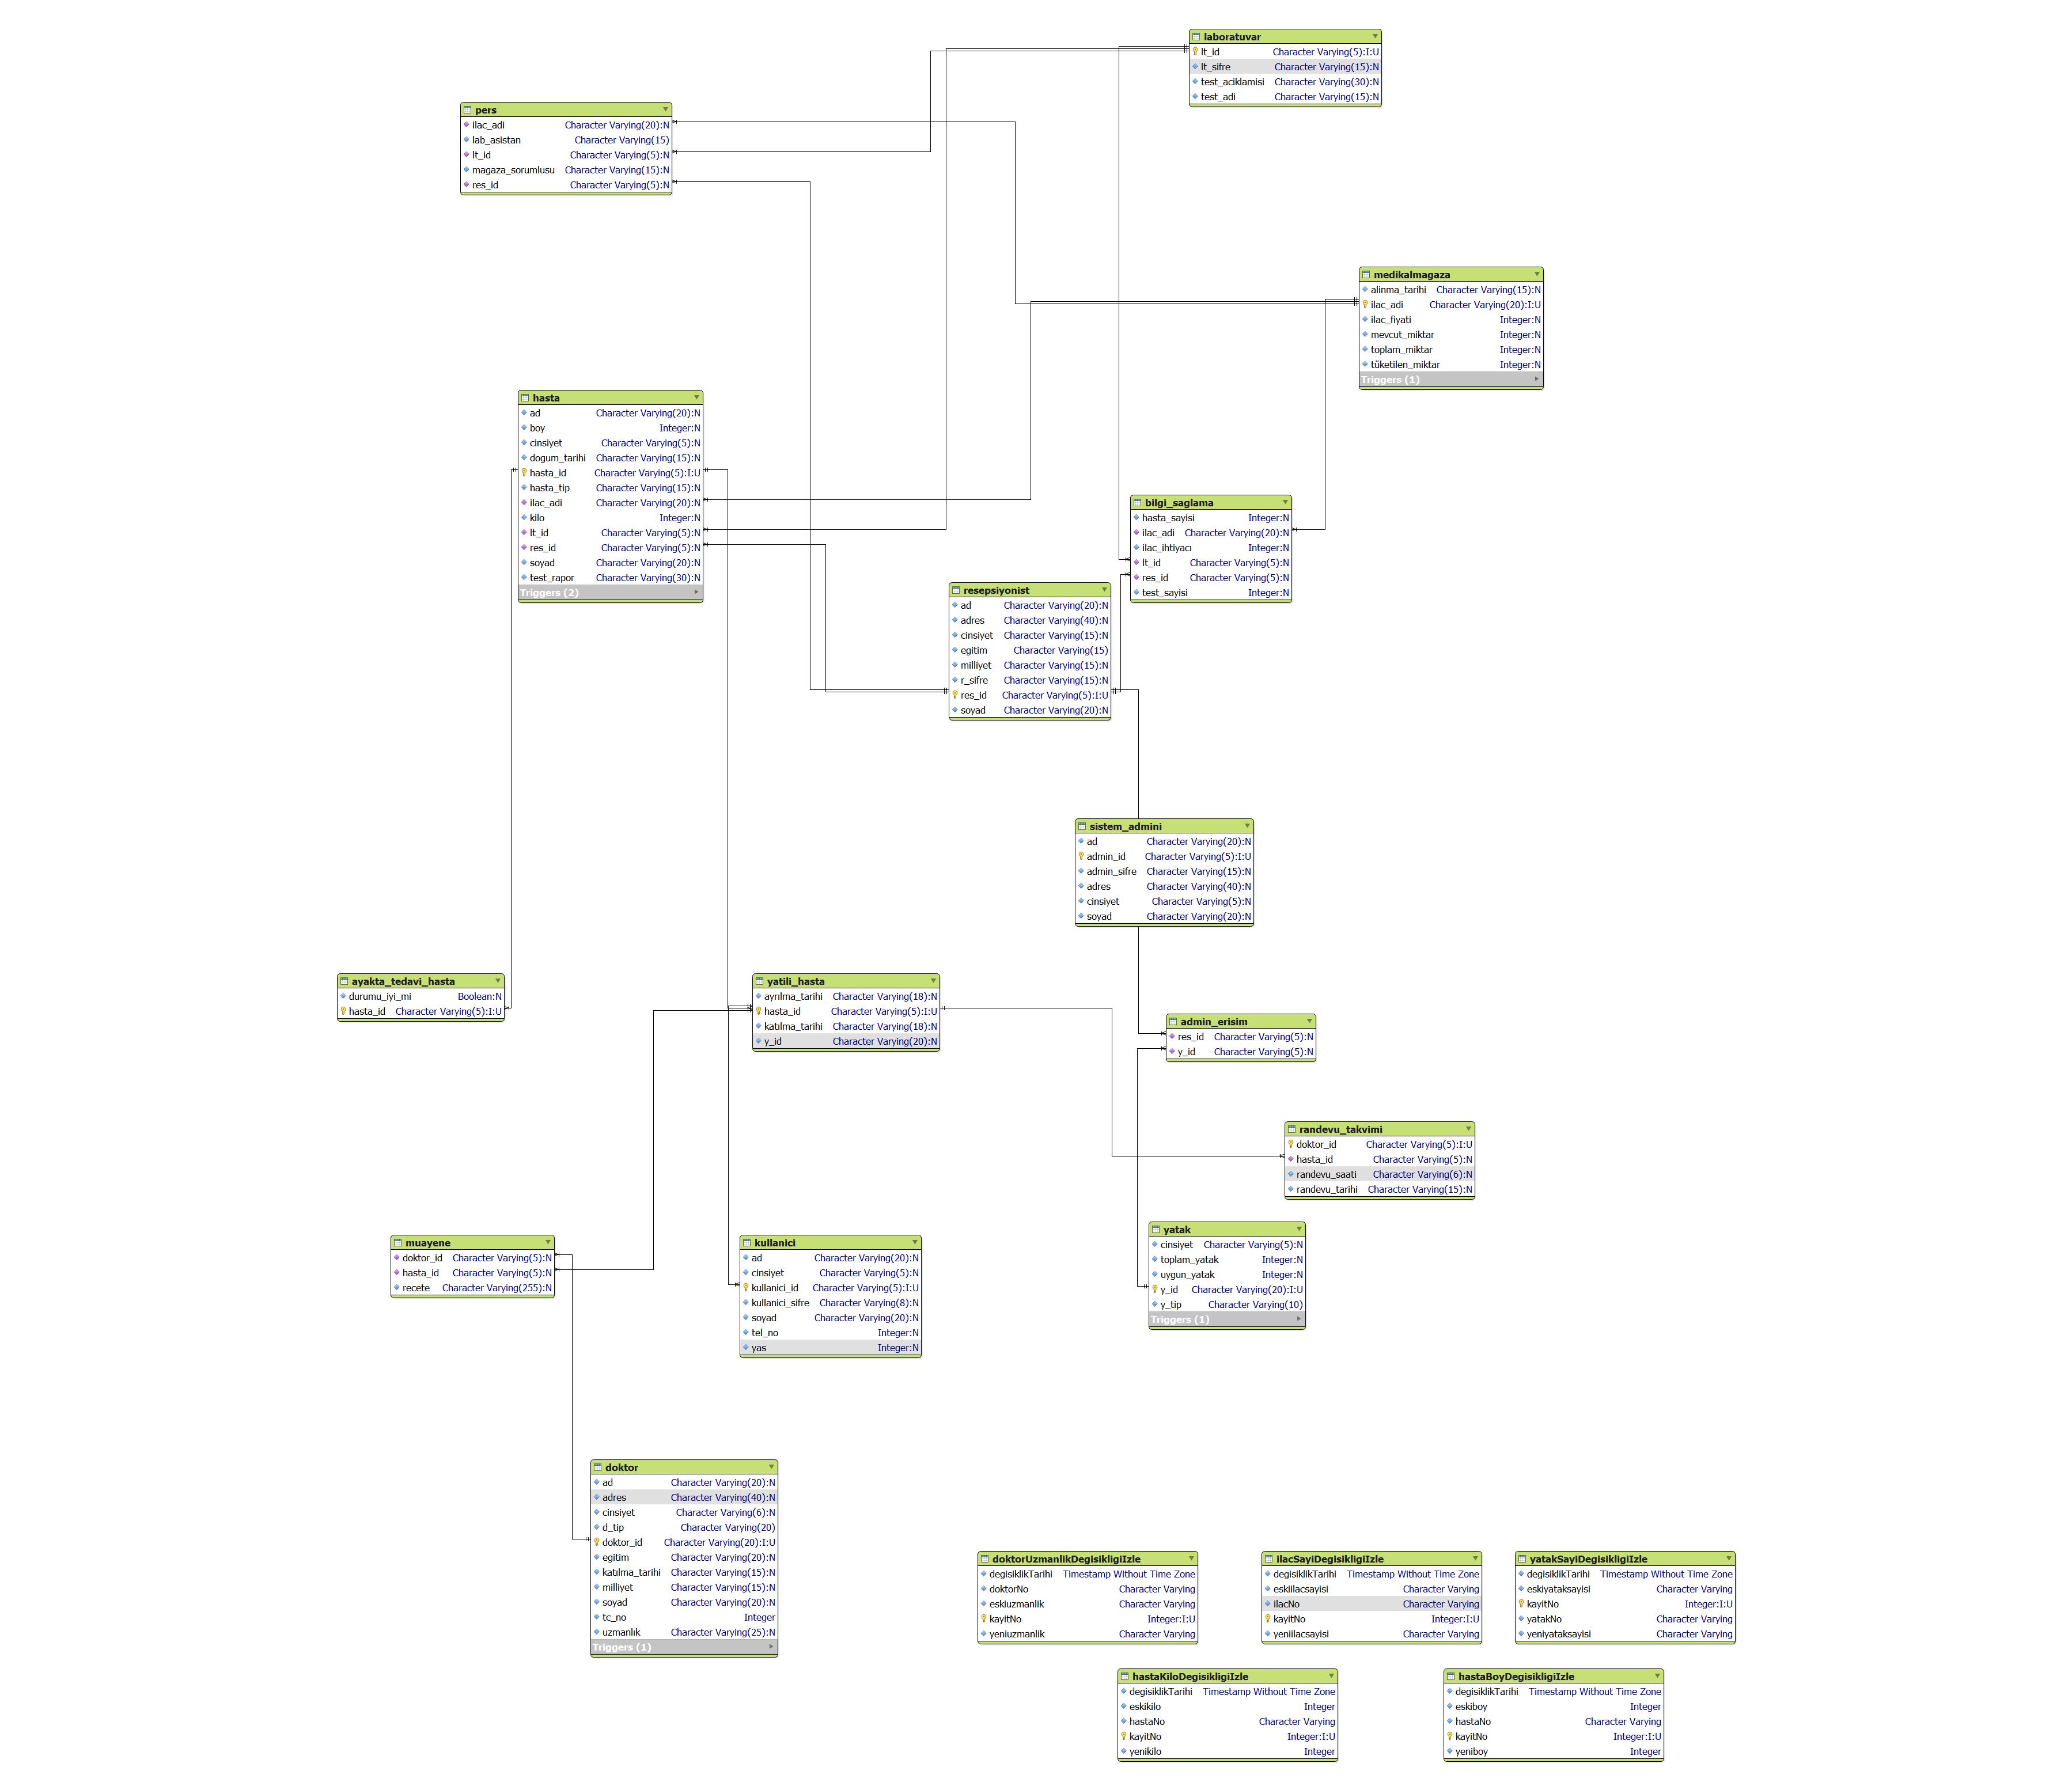 laboratuvar
lt_id Character Varying(5):I:U
lt_sifre Character Varying(15):N
test_aciklamisi Character Varying(30):N
test_adi Character Varying(15):N
pers
ilac_adi Character Varying(20):N
lab_asistan Character Varying(15)
lt_id Character Varying(5):N
magaza_sorumlusu Character Varying(15):N
res_id Character Varying(5):N
medikalmagaza
alinma_tarihi Character Varying(15):N
ilac_adi Character Varying(20):I:U
ilac_fiyati Integer:N
mevcut_miktar Integer:N
toplam_miktar Integer:N
tüketilen_miktar Integer:N
Triggers (1)
hasta
ad Character Varying(20):N
boy Integer:N
cinsiyet Character Varying(5):N
dogum_tarihi Character Varying(15):N
hasta_id Character Varying(5):I:U
hasta_tip Character Varying(15):N
ilac_adi Character Varying(20):N
kilo Integer:N
lt_id Character Varying(5):N
res_id Character Varying(5):N
soyad Character Varying(20):N
test_rapor Character Varying(30):N
Triggers (2)
bilgi_saglama
hasta_sayisi Integer:N
ilac_adi Character Varying(20):N
ilac_ihtiyacı Integer:N
lt_id Character Varying(5):N
res_id Character Varying(5):N
test_sayisi Integer:N
resepsiyonist
ad Character Varying(20):N
adres Character Varying(40):N
cinsiyet Character Varying(15):N
egitim Character Varying(15)
milliyet Character Varying(15):N
r_sifre Character Varying(15):N
res_id Character Varying(5):I:U
soyad Character Varying(20):N
sistem_admini
ad Character Varying(20):N
admin_id Character Varying(5):I:U
admin_sifre Character Varying(15):N
adres Character Varying(40):N
cinsiyet Character Varying(5):N
soyad Character Varying(20):N
ayakta_tedavi_hasta
durumu_iyi_mi Boolean:N
hasta_id Character Varying(5):I:U
yatili_hasta
ayrılma_tarihi Character Varying(18):N
hasta_id Character Varying(5):I:U
katılma_tarihi Character Varying(18):N
y_id Character Varying(20):N
admin_erisim
res_id Character Varying(5):N
y_id Character Varying(5):N
randevu_takvimi
doktor_id Character Varying(5):I:U
hasta_id Character Varying(5):N
randevu_saati Character Varying(6):N
randevu_tarihi Character Varying(15):N
yatak
cinsiyet Character Varying(5):N
toplam_yatak Integer:N
uygun_yatak Integer:N
y_id Character Varying(20):I:U
y_tip Character Varying(10)
Triggers (1)
muayene
doktor_id Character Varying(5):N
hasta_id Character Varying(5):N
recete Character Varying(255):N
kullanici
ad Character Varying(20):N
cinsiyet Character Varying(5):N
kullanici_id Character Varying(5):I:U
kullanici_sifre Character Varying(8):N
soyad Character Varying(20):N
tel_no Integer:N
yas Integer:N
doktor
ad Character Varying(20):N
adres Character Varying(40):N
cinsiyet Character Varying(6):N
d_tip Character Varying(20)
doktor_id Character Varying(20):I:U
egitim Character Varying(20):N
katılma_tarihi Character Varying(15):N
milliyet Character Varying(15):N
soyad Character Varying(20):N
tc_no Integer
uzmanlık Character Varying(25):N
Triggers (1)
doktorUzmanlikDegisikligiIzle
degisiklikTarihi Timestamp Without Time Zone
doktorNo Character Varying
eskiuzmanlik Character Varying
kayitNo Integer:I:U
yeniuzmanlik Character Varying
ilacSayiDegisikligiIzle
degisiklikTarihi Timestamp Without Time Zone
eskiilacsayisi Character Varying
ilacNo Character Varying
kayitNo Integer:I:U
yeniilacsayisi Character Varying
yatakSayiDegisikligiIzle
degisiklikTarihi Timestamp Without Time Zone
eskiyataksayisi Character Varying
kayitNo Integer:I:U
yatakNo Character Varying
yeniyataksayisi Character Varying
hastaKiloDegisikligiIzle
degisiklikTarihi Timestamp Without Time Zone
eskikilo Integer
hastaNo Character Varying
kayitNo Integer:I:U
yenikilo Integer
hastaBoyDegisikligiIzle
degisiklikTarihi Timestamp Without Time Zone
eskiboy Integer
hastaNo Character Varying
kayitNo Integer:I:U
yeniboy Integer